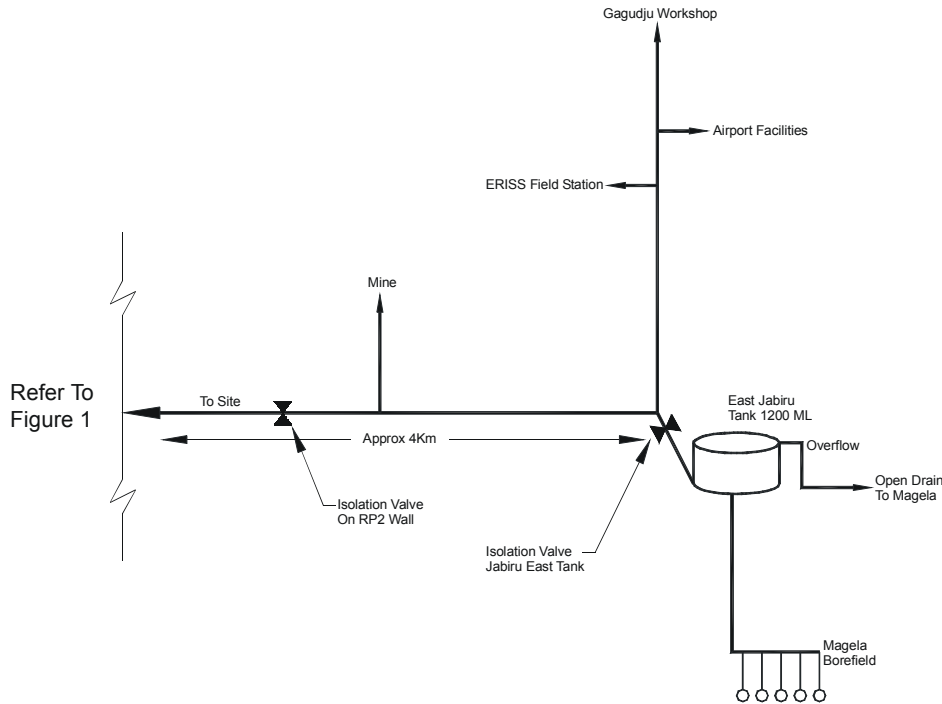 Gagudju Workshop
Airport Facilities
ERISS Field Station
Mine
Refer To
Figure 1
To Site
East Jabiru
Tank 1200 ML
Approx 4Km
Overflow
Open Drain
To Magela
Isolation Valve
On RP2 Wall
Isolation Valve
Jabiru East Tank
Magela
Borefield